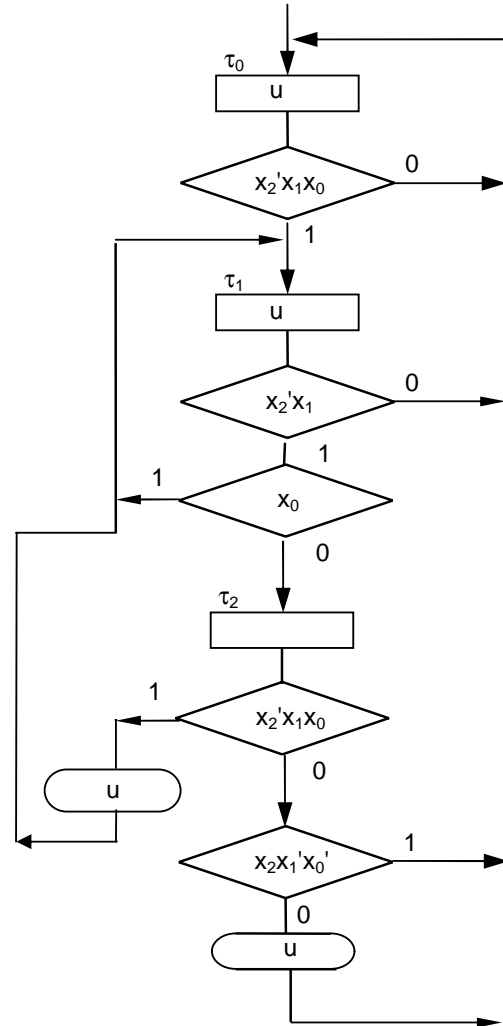 τ₀
u
x₂'x₁x₀
0
1
τ₁
u
x₂'x₁
0
1
x₀
1
0
τ₂
x₂'x₁x₀
1
0
u
x₂x₁'x₀'
1
0
u